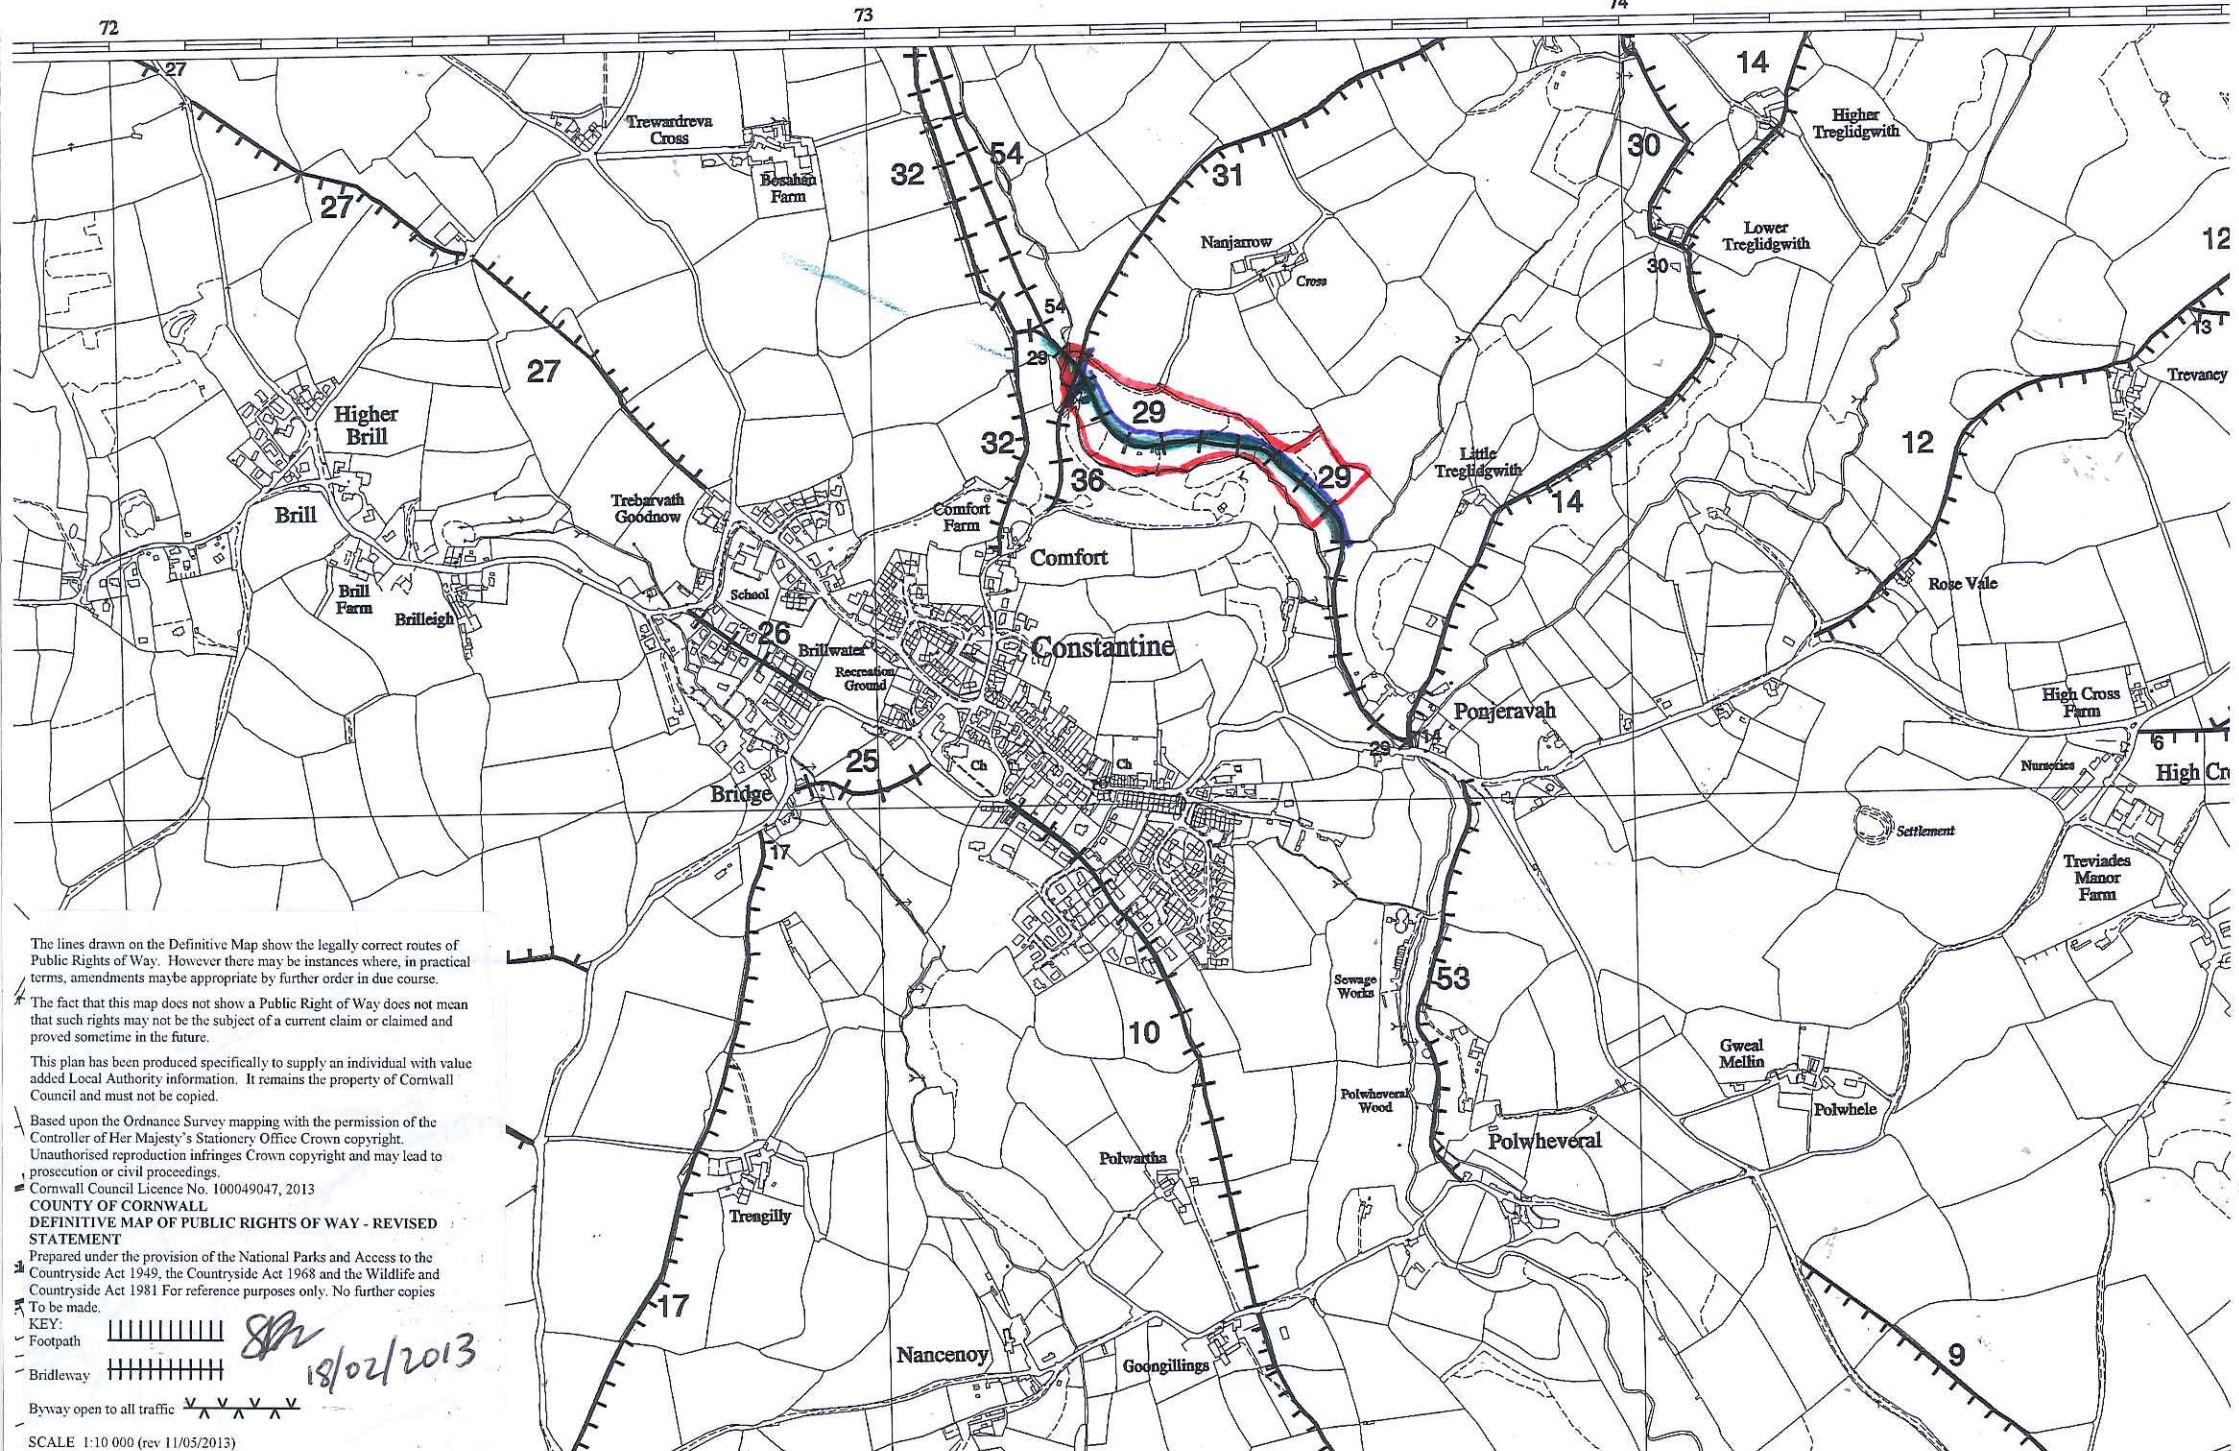 72
73
74
27
14
Trewardreva
Cross
Higher
Treglidgwith
54
32
30
31
Bosahan
Farm
27
Nanjarrow
Lower
Treglidgwith
12
30
Cross
54
13
29
27
Trevaney
Higher
Brill
29
32
12
Little
Treglidgwith
29
36
14
Trebarvath
Goodnow
Brill
Comfort
Farm
Comfort
Rose Vale
Brill
Farm
School
Brilleigh
26
Brillwater
Constantine
Recreation
Ground
High Cross
Farm
Ponjeravah
14
29
6
25
Ch
Ch
Nurseries
High Cr
Bridge
Settlement
17
Treviades
Manor
Farm
53
Sewage
Works
10
Gweal
Mellin
Polwheveral
Wood
Polwhele
Polwheveral
Polwartha
Trengilly
17
Nancenoy
Goongillings
9
The lines drawn on the Definitive Map show the legally correct routes of
Public Rights of Way. However there may be instances where, in practical
terms, amendments maybe appropriate by further order in due course.
The fact that this map does not show a Public Right of Way does not mean
that such rights may not be the subject of a current claim or claimed and
proved sometime in the future.
This plan has been produced specifically to supply an individual with value
added Local Authority information. It remains the property of Cornwall
Council and must not be copied.
Based upon the Ordnance Survey mapping with the permission of the
Controller of Her Majesty's Stationery Office Crown copyright.
Unauthorised reproduction infringes Crown copyright and may lead to
prosecution or civil proceedings.
Cornwall Council Licence No. 100049047, 2013
COUNTY OF CORNWALL
DEFINITIVE MAP OF PUBLIC RIGHTS OF WAY - REVISED
STATEMENT
Prepared under the provision of the National Parks and Access to the
Countryside Act 1949, the Countryside Act 1968 and the Wildlife and
Countryside Act 1981 For reference purposes only. No further copies
To be made.
KEY:
Footpath
18/02/2013
Bridleway
Byway open to all traffic
SCALE 1:10 000 (rev 11/05/2013)